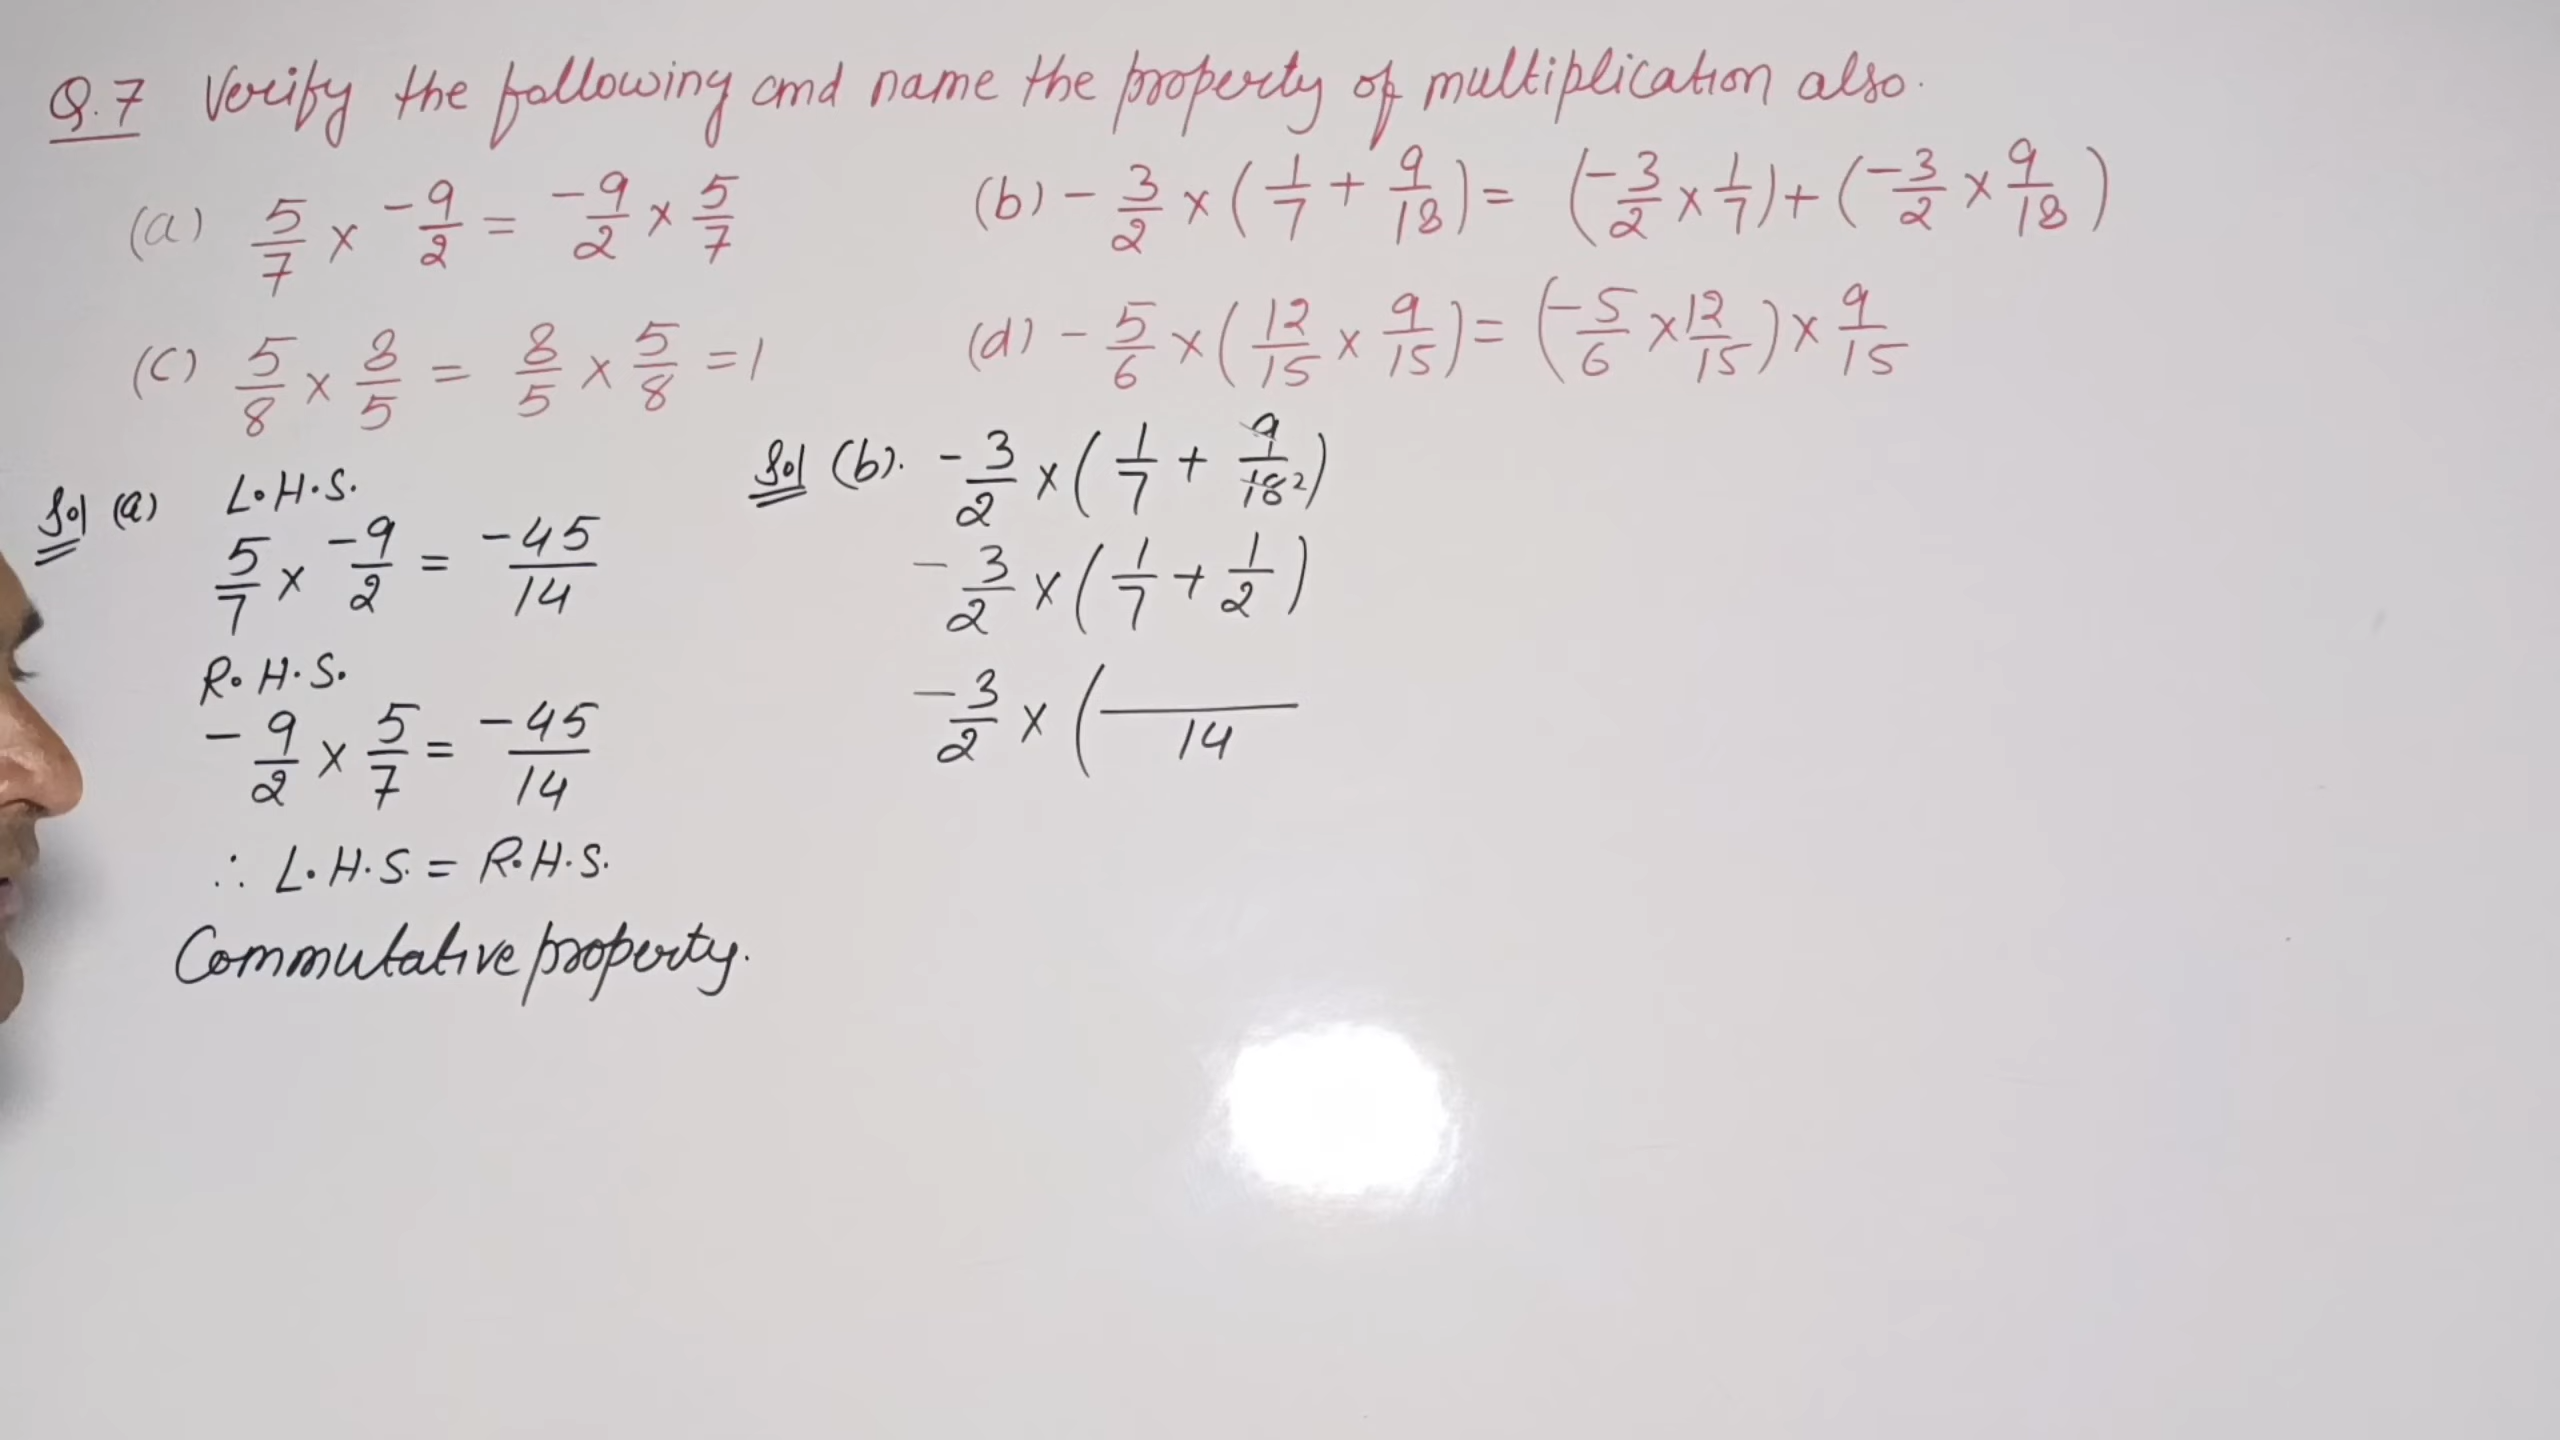 Q.7 Verify the following and name the property of multiplication also.
(a) 5/7 × -9/2 = -9/2 × 5/7
(b) - 3/2 × (1/7 + 9/18) = (-3/2 × 1/7) + (-3/2 × 9/18)
(c) 5/8 × 8/5 = 8/5 × 5/8 = 1
(d) - 5/6 × (12/15 × 9/15) = (-5/6 × 12/15) × 9/15
Sol (a) L.H.S.
5/7 × -9/2 = -45/14
R.H.S.
- 9/2 × 5/7 = -45/14
∴ L.H.S. = R.H.S.
Commutative property.
Sol (b). - 3/2 × (1/7 + 9/18 2)
- 3/2 × (1/7 + 1/2)
-3/2 × ( /14